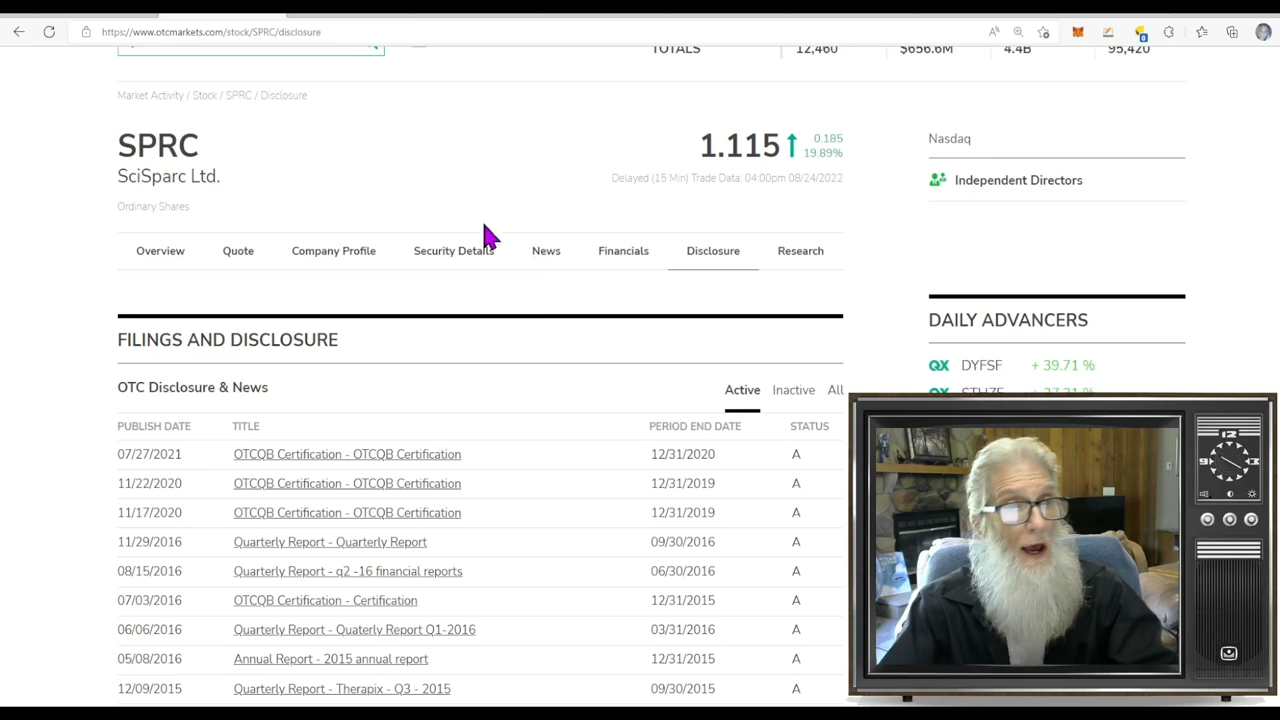 https://www.otcmarkets.com/stock/SPRC/disclosure
TOTALS 12,460 $656.6M 4.4B 95,420
Market Activity / Stock / SPRC / Disclosure
SPRC
SciSparc Ltd.
Ordinary Shares
1.115 0.185
19.89%
Delayed (15 Min) Trade Data: 04:00pm 08/24/2022
Nasdaq
Independent Directors
Overview Quote Company Profile Security Details News Financials Disclosure Research
FILINGS AND DISCLOSURE
OTC Disclosure & News
Active Inactive All
PUBLISH DATE TITLE PERIOD END DATE STATUS
07/27/2021 OTCQB Certification - OTCQB Certification 12/31/2020 A
11/22/2020 OTCQB Certification - OTCQB Certification 12/31/2019 A
11/17/2020 OTCQB Certification - OTCQB Certification 12/31/2019 A
11/29/2016 Quarterly Report - Quarterly Report 09/30/2016 A
08/15/2016 Quarterly Report - q2 -16 financial reports 06/30/2016 A
07/03/2016 OTCQB Certification - Certification 12/31/2015 A
06/06/2016 Quarterly Report - Quaterly Report Q1-2016 03/31/2016 A
05/08/2016 Annual Report - 2015 annual report 12/31/2015 A
12/09/2015 Quarterly Report - Therapix - Q3 - 2015 09/30/2015 A
DAILY ADVANCERS
QX DYFSF + 39.71 %
12
9 3